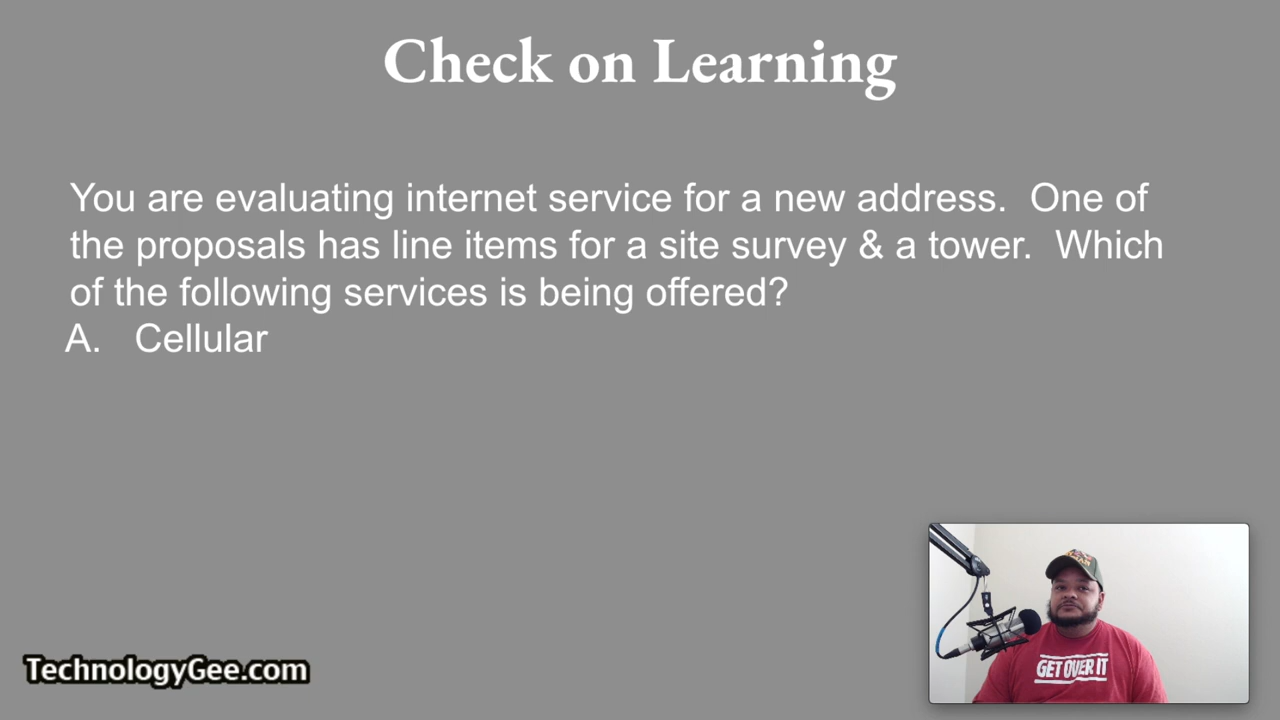 Check on Learning
You are evaluating internet service for a new address.  One of
the proposals has line items for a site survey & a tower.  Which
of the following services is being offered?
A.   Cellular
TechnologyGee.com
GET OVER IT